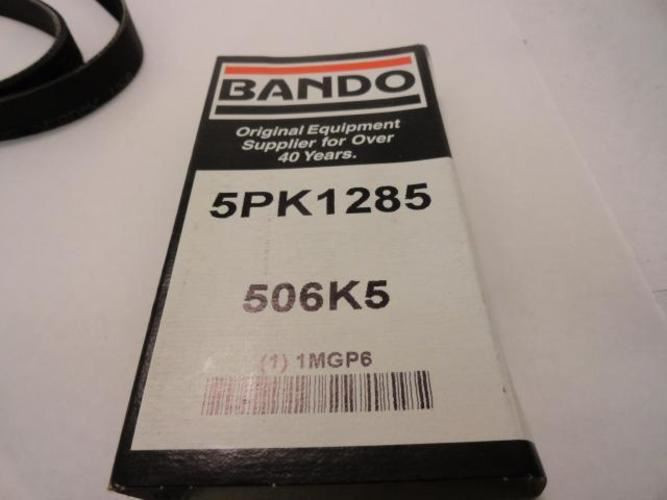 BANDO
Original Equipment
Supplier for Over
40 Years.
5PK1285
506K5
(1) 1MGP6